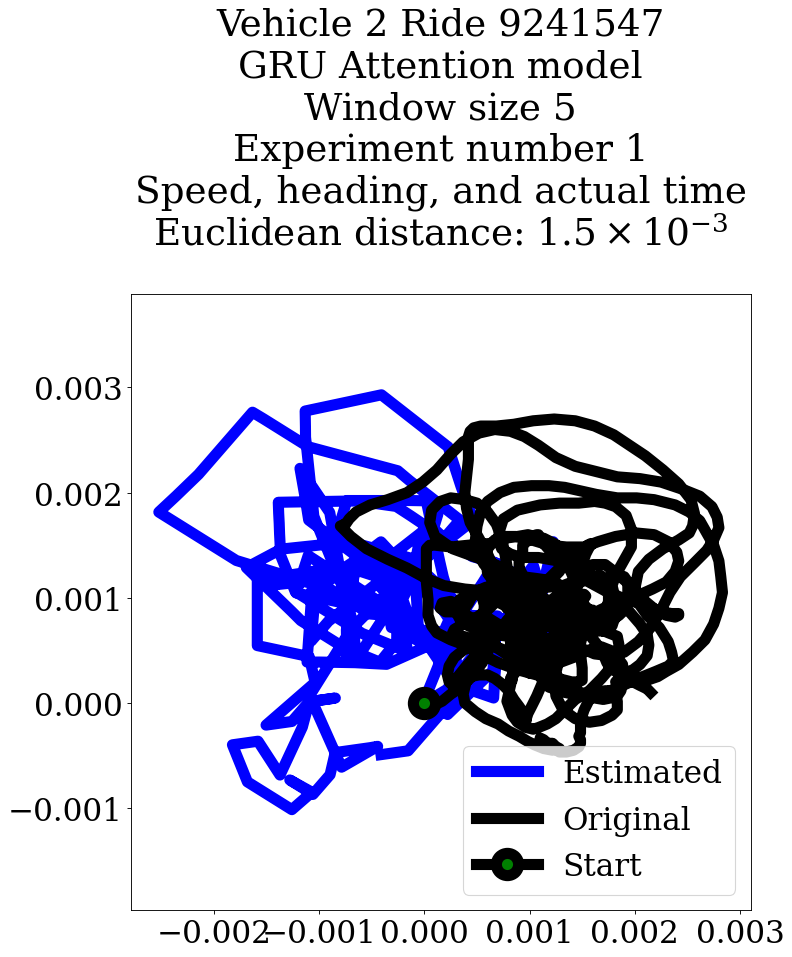 Vehicle 2 Ride 9241547
GRU Attention model
Window size 5
Experiment number 1
Speed, heading, and actual time
Euclidean distance: 1.5 × 10⁻³
0.003
0.002
0.001
0.000
−0.001
Estimated
Original
Start
−0.002 −0.001 0.000 0.001 0.002 0.003